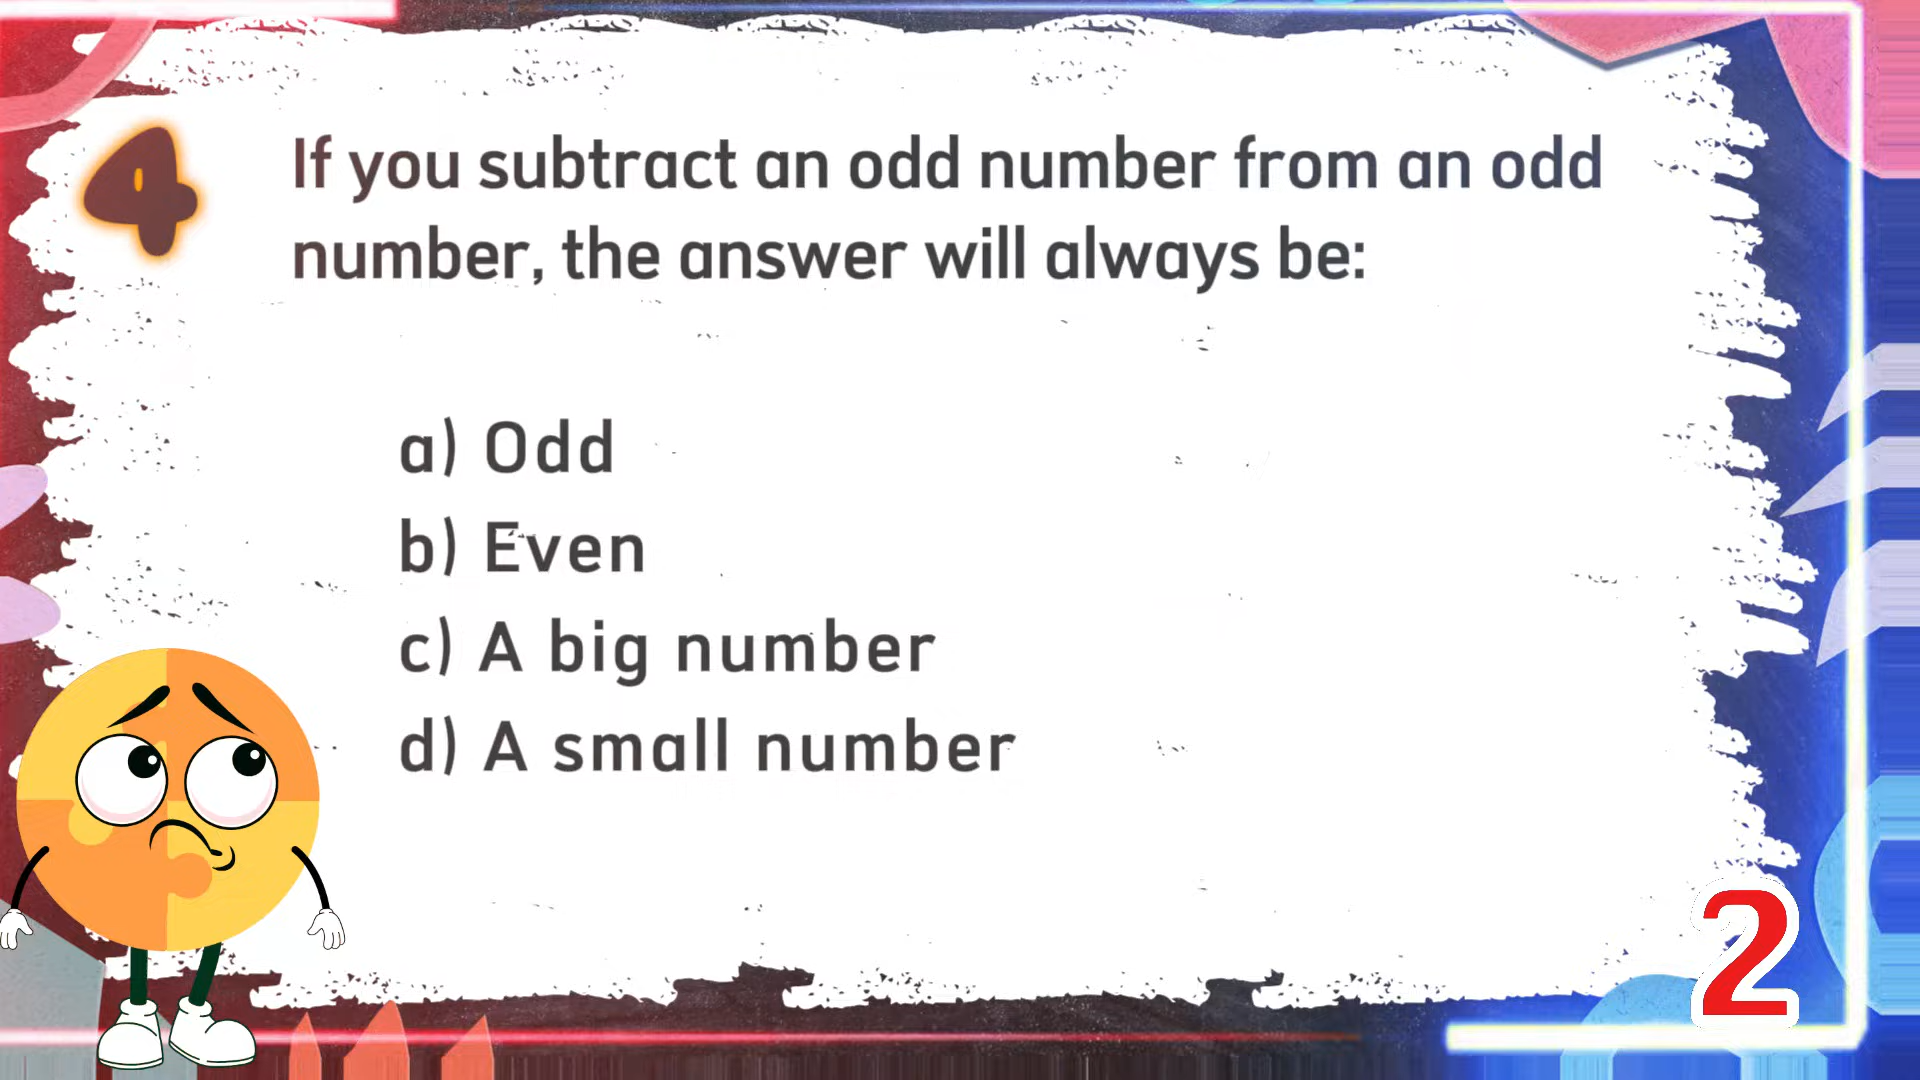 4
If you subtract an odd number from an odd
number, the answer will always be:
a) Odd
b) Even
c) A big number
d) A small number
2